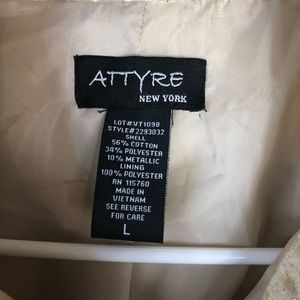 ATTYRE
NEW YORK
LOT#UT1098
STYLE#2293032
SHELL
56% COTTON
34% POLYESTER
10% METALLIC
LINING
100% POLYESTER
RN 115760
MADE IN
VIETNAM
SEE REVERSE
FOR CARE
L